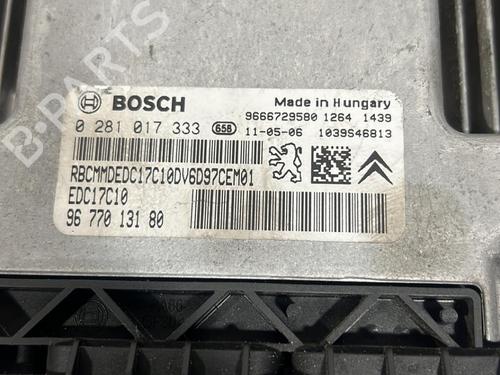 BOSCH
Made in Hungary
9666729580 1264 1439
0 281 017 333 658 11-05-06 1039S46813
RBCMMDEDC17C10DV6D97CEM01
EDC17C10
96 770 131 80
B-PARTS